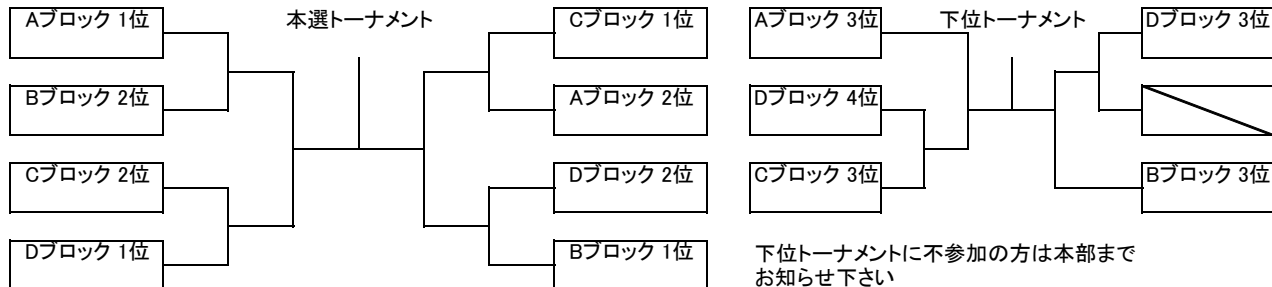 本選トーナメント
Aブロック 1位
Bブロック 2位
Cブロック 2位
Dブロック 1位
Cブロック 1位
Aブロック 2位
Dブロック 2位
Bブロック 1位
下位トーナメント
Aブロック 3位
Dブロック 4位
Cブロック 3位
Dブロック 3位
Bブロック 3位
下位トーナメントに不参加の方は本部まで
お知らせ下さい